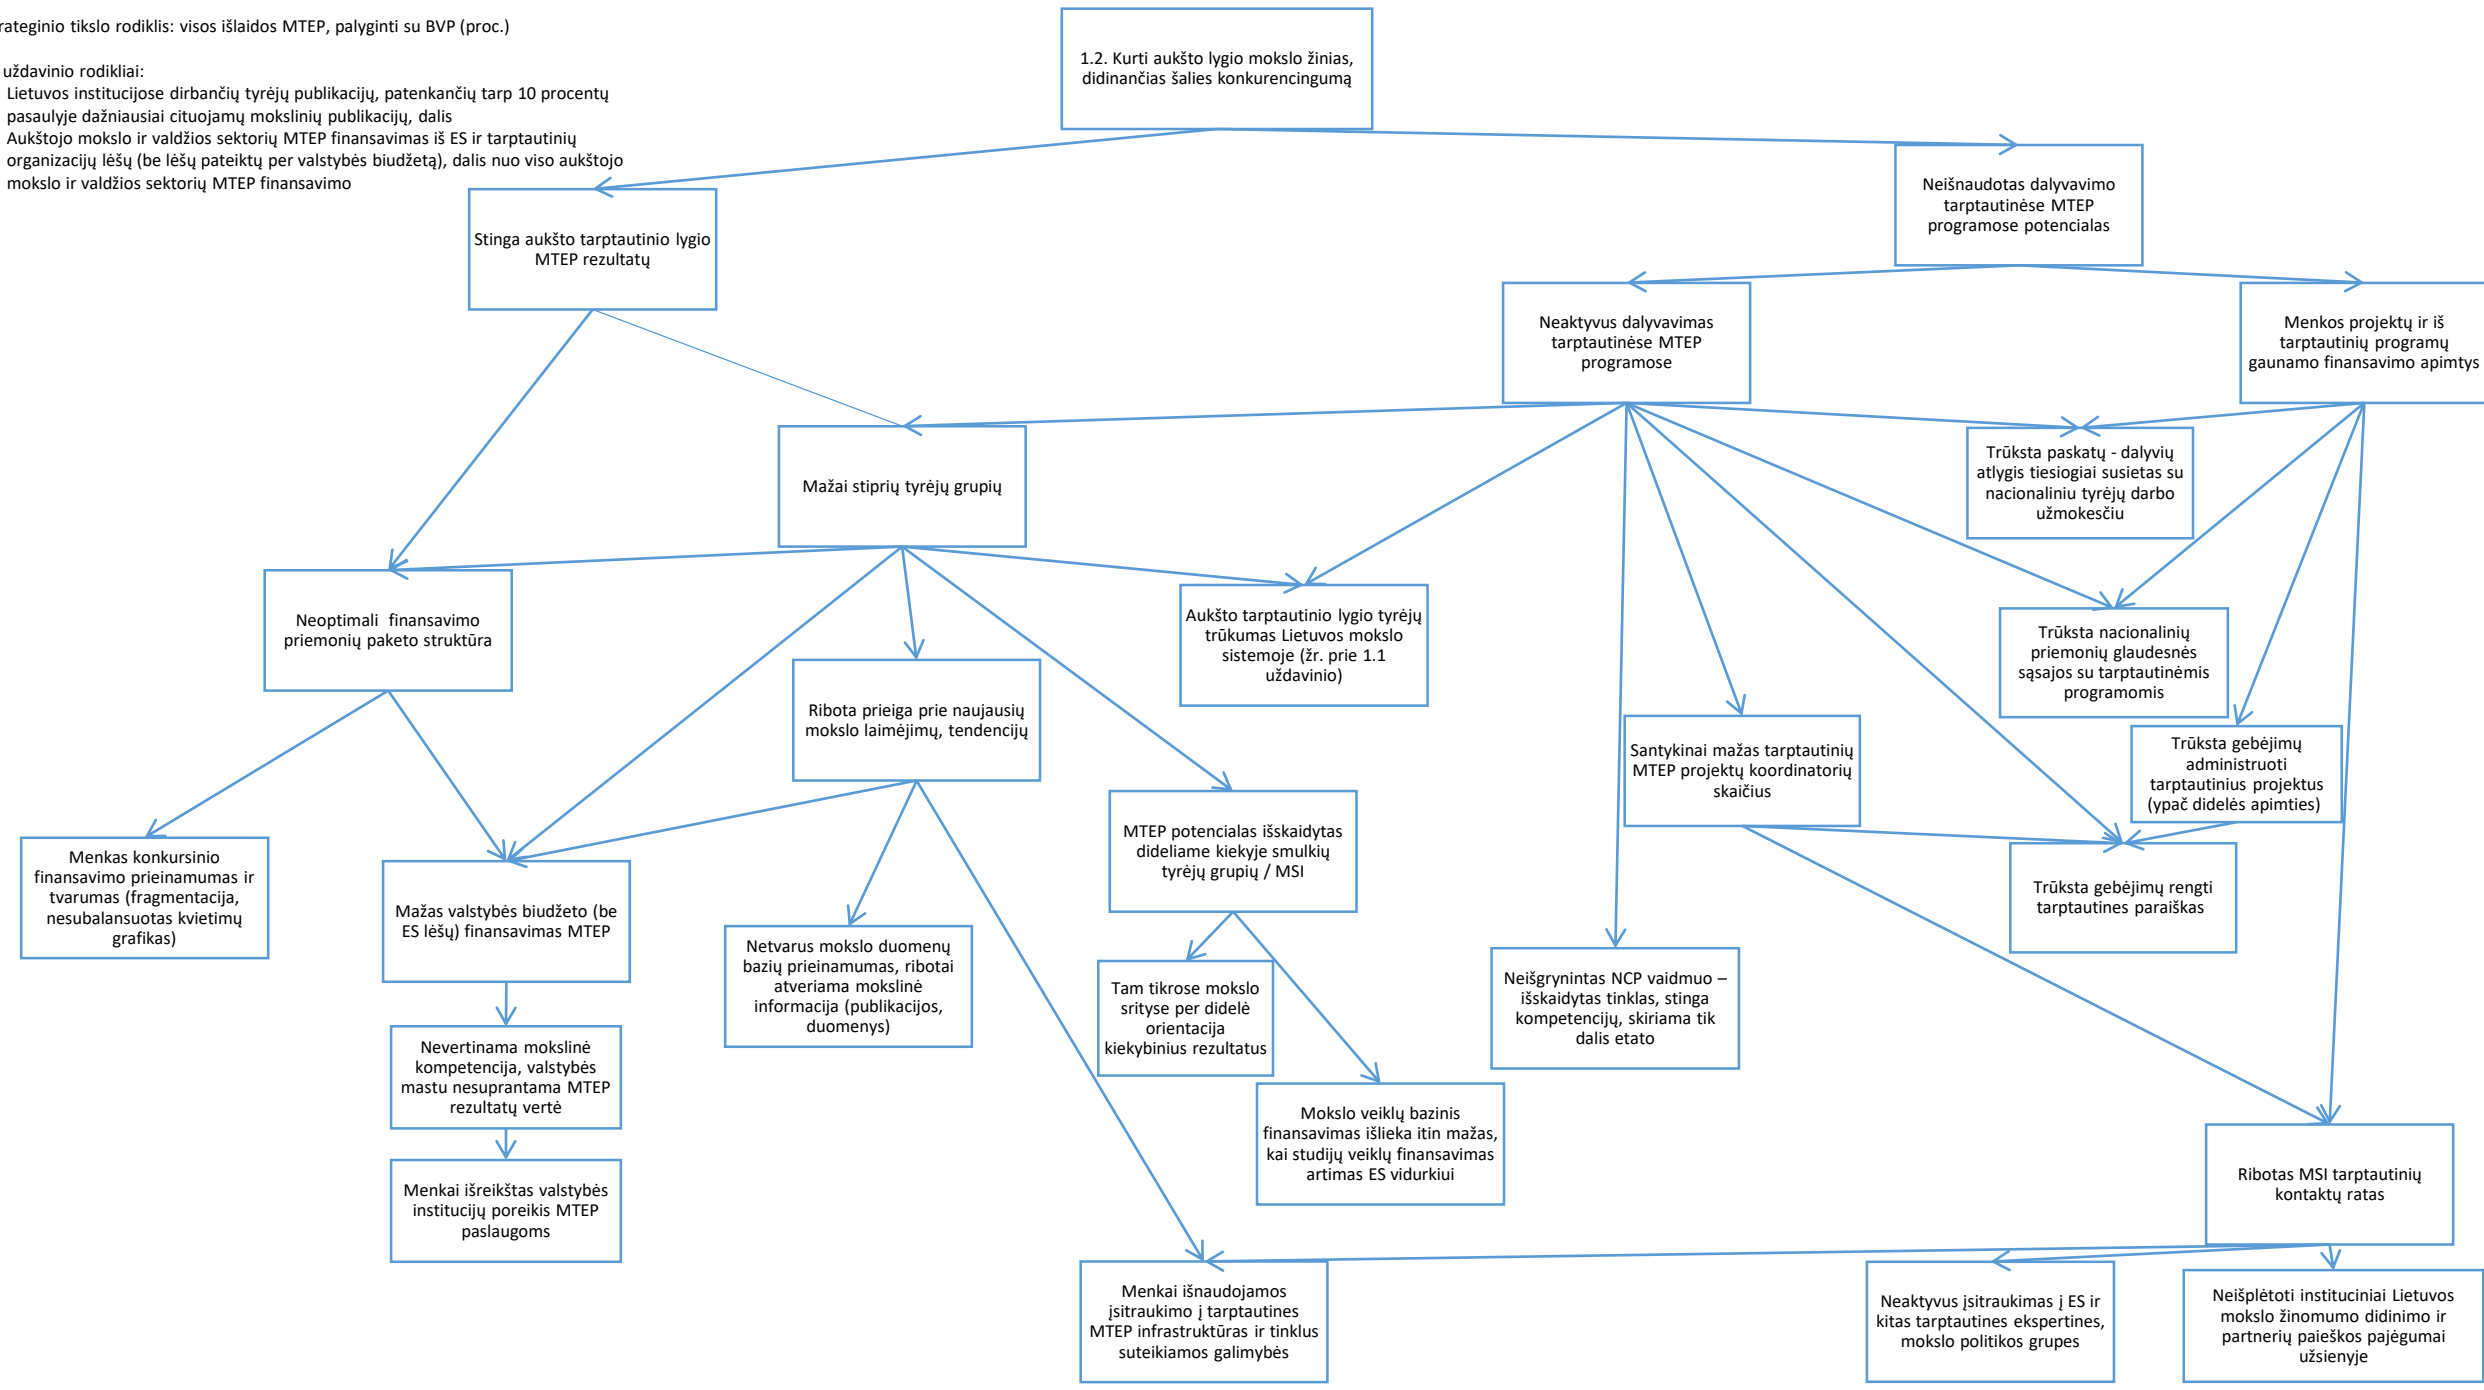 rateginio tikslo rodiklis: visos išlaidos MTEP, palyginti su BVP (proc.)
uždavinio rodikliai:
Lietuvos institucijose dirbančių tyrėjų publikacijų, patenkančių tarp 10 procentų
pasaulyje dažniausiai cituojamų mokslinių publikacijų, dalis
Aukštojo mokslo ir valdžios sektorių MTEP finansavimas iš ES ir tarptautinių
organizacijų lėšų (be lėšų pateiktų per valstybės biudžetą), dalis nuo viso aukštojo
mokslo ir valdžios sektorių MTEP finansavimo
1.2. Kurti aukšto lygio mokslo žinias,
didinančias šalies konkurencingumą
Neišnaudotas dalyvavimo
tarptautinėse MTEP
programose potencialas
Stinga aukšto tarptautinio lygio
MTEP rezultatų
Neaktyvus dalyvavimas
tarptautinėse MTEP
programose
Menkos projektų ir iš
tarptautinių programų
gaunamo finansavimo apimtys
Mažai stiprių tyrėjų grupių
Trūksta paskatų - dalyvių
atlygis tiesiogiai susietas su
nacionaliniu tyrėjų darbo
užmokesčiu
Neoptimali finansavimo
priemonių paketo struktūra
Aukšto tarptautinio lygio tyrėjų
trūkumas Lietuvos mokslo
sistemoje (žr. prie 1.1
uždavinio)
Trūksta nacionalinių
priemonių glaudesnės
sąsajos su tarptautinėmis
programomis
Ribota prieiga prie naujausių
mokslo laimėjimų, tendencijų
Santykinai mažas tarptautinių
MTEP projektų koordinatorių
skaičius
Trūksta gebėjimų
administruoti
tarptautinius projektus
(ypač didelės apimties)
MTEP potencialas išskaidytas
dideliame kiekyje smulkių
tyrėjų grupių / MSI
Menkas konkursinio
finansavimo prieinamumas ir
tvarumas (fragmentacija,
nesubalansuotas kvietimų
grafikas)
Mažas valstybės biudžeto (be
ES lėšų) finansavimas MTEP
Trūksta gebėjimų rengti
tarptautines paraiškas
Netvarus mokslo duomenų
bazių prieinamumas, ribotai
atveriama mokslinė
informacija (publikacijos,
duomenys)
Tam tikrose mokslo
srityse per didelė
orientacija
kiekybinius rezultatus
Neišgrynintas NCP vaidmuo –
išskaidytas tinklas, stinga
kompetencijų, skiriama tik
dalis etato
Nevertinama mokslinė
kompetencija, valstybės
mastu nesuprantama MTEP
rezultatų vertė
Mokslo veiklų bazinis
finansavimas išlieka itin mažas,
kai studijų veiklų finansavimas
artimas ES vidurkiui
Menkai išreikštas valstybės
institucijų poreikis MTEP
paslaugoms
Ribotas MSI tarptautinių
kontaktų ratas
Menkai išnaudojamos
įsitraukimo į tarptautines
MTEP infrastruktūras ir tinklus
suteikiamos galimybės
Neaktyvus įsitraukimas į ES ir
kitas tarptautines ekspertines,
mokslo politikos grupes
Neišplėtoti instituciniai Lietuvos
mokslo žinomumo didinimo ir
partnerių paieškos pajėgumai
užsienyje